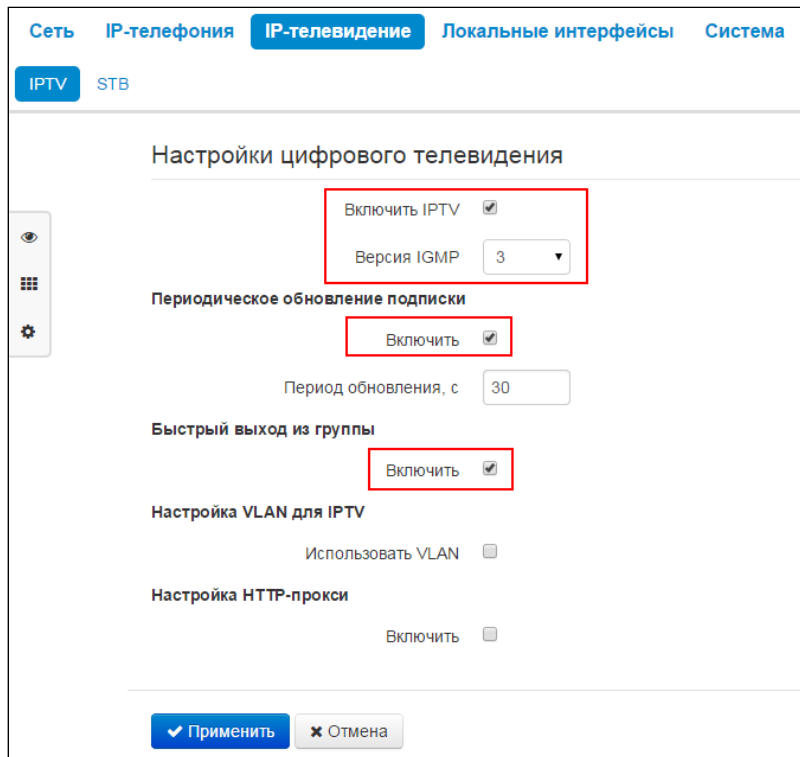 Сеть IP-телефония IP-телевидение Локальные интерфейсы Система
IPTV STB
Настройки цифрового телевидения
Включить IPTV
Версия IGMP 3
Периодическое обновление подписки
Включить
Период обновления, с 30
Быстрый выход из группы
Включить
Настройка VLAN для IPTV
Использовать VLAN
Настройка HTTP-прокси
Включить
Применить Отмена